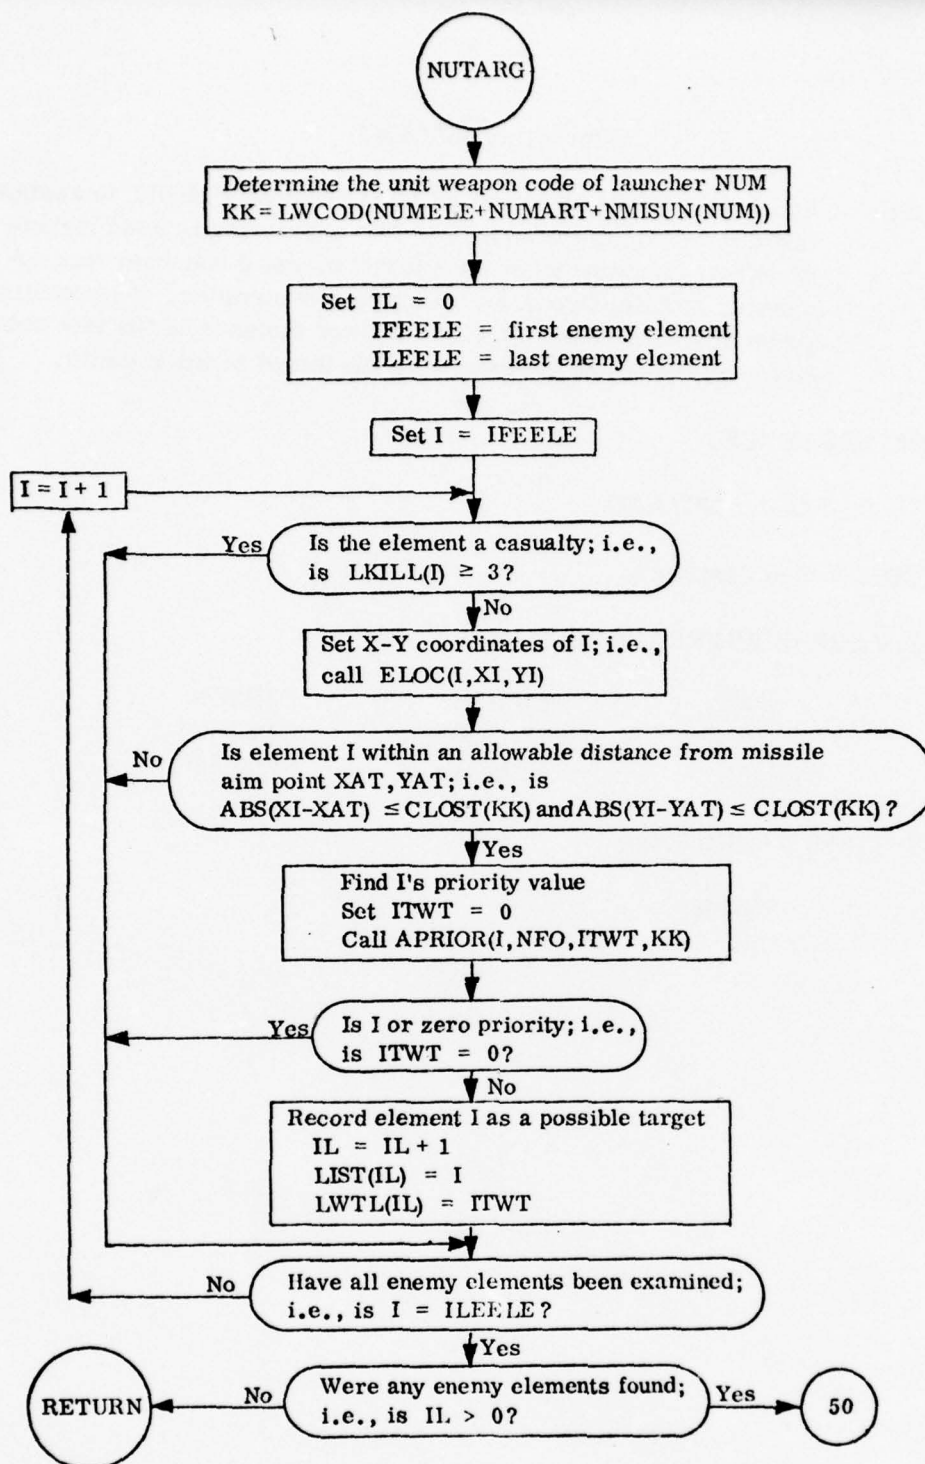 NUTARG
Determine the unit weapon code of launcher NUM
KK = LWCOD(NUMELE+NUMART+NMISUN(NUM))
Set IL = 0
IFEELE = first enemy element
ILEELE = last enemy element
Set I = IFEELE
I = I + 1
Yes
Is the element a casualty; i.e.,
is LKILL(I) ≥ 3?
No
Set X-Y coordinates of I; i.e.,
call ELOC(I,XI,YI)
No
Is element I within an allowable distance from missile
aim point XAT,YAT; i.e., is
ABS(XI-XAT) ≤ CLOST(KK) and ABS(YI-YAT) ≤ CLOST(KK)?
Yes
Find I's priority value
Set ITWT = 0
Call APRIOR(I,NFO,ITWT,KK)
Yes
Is I or zero priority; i.e.,
is ITWT = 0?
No
Record element I as a possible target
IL = IL + 1
LIST(IL) = I
LWTL(IL) = ITWT
No
Have all enemy elements been examined;
i.e., is I = ILEELE?
Yes
RETURN
No
Were any enemy elements found;
i.e., is IL > 0?
Yes
50